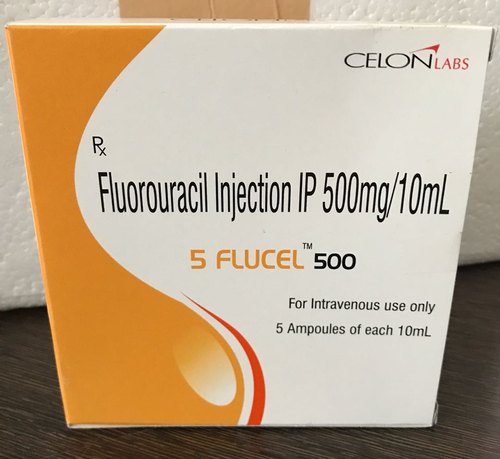 CELON LABS
Rx
Fluorouracil Injection IP 500mg/10mL
5 FLUCEL™ 500
For Intravenous use only
5 Ampoules of each 10mL